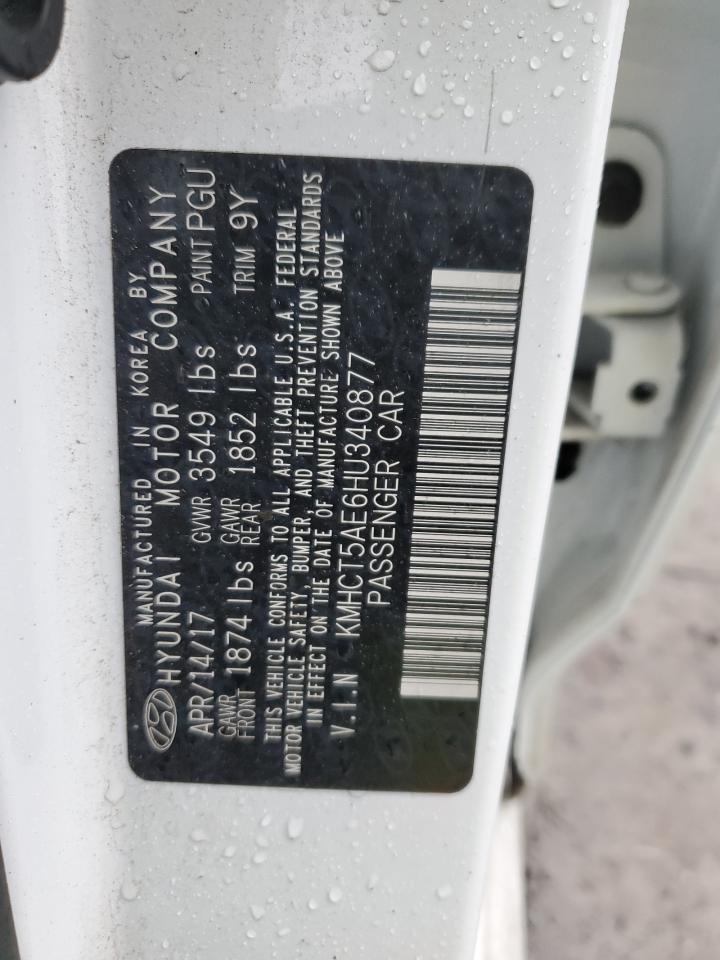 MANUFACTURED IN KOREA BY
HYUNDAI MOTOR COMPANY
APR/14/17 GVWR 3549 lbs PAINT PGU
GAWR FRONT 1874 lbs GAWR REAR 1852 lbs TRIM 9Y
THIS VEHICLE CONFORMS TO ALL APPLICABLE U.S.A. FEDERAL
MOTOR VEHICLE SAFETY, BUMPER, AND THEFT PREVENTION STANDARDS
IN EFFECT ON THE DATE OF MANUFACTURE SHOWN ABOVE
V.I.N KMHCT5AE6HU340877
PASSENGER CAR